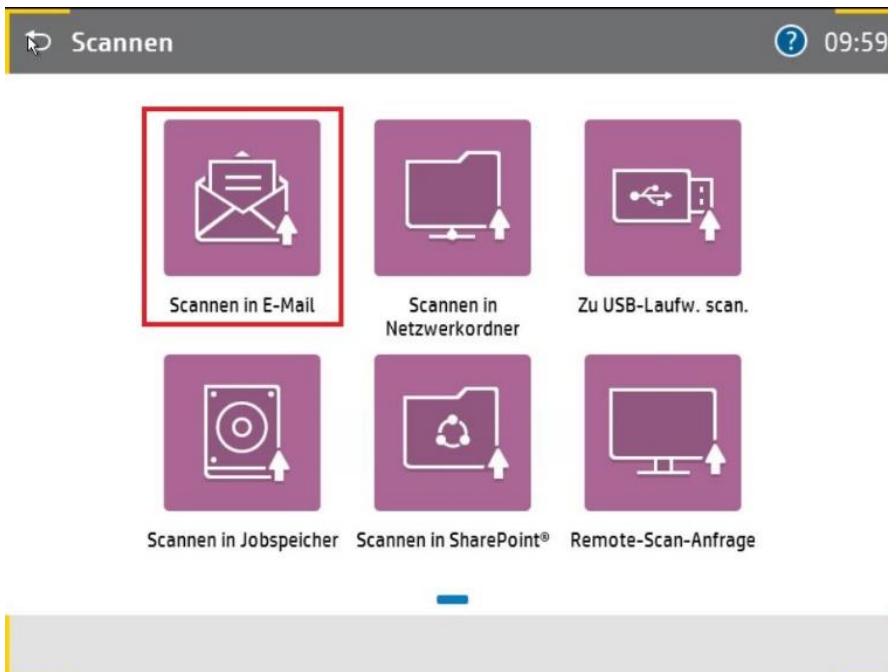 Scannen
? 09:59
Scannen in E-Mail
Scannen in
Netzwerkordner
Zu USB-Laufw. scan.
Scannen in Jobspeicher
Scannen in SharePoint®
Remote-Scan-Anfrage